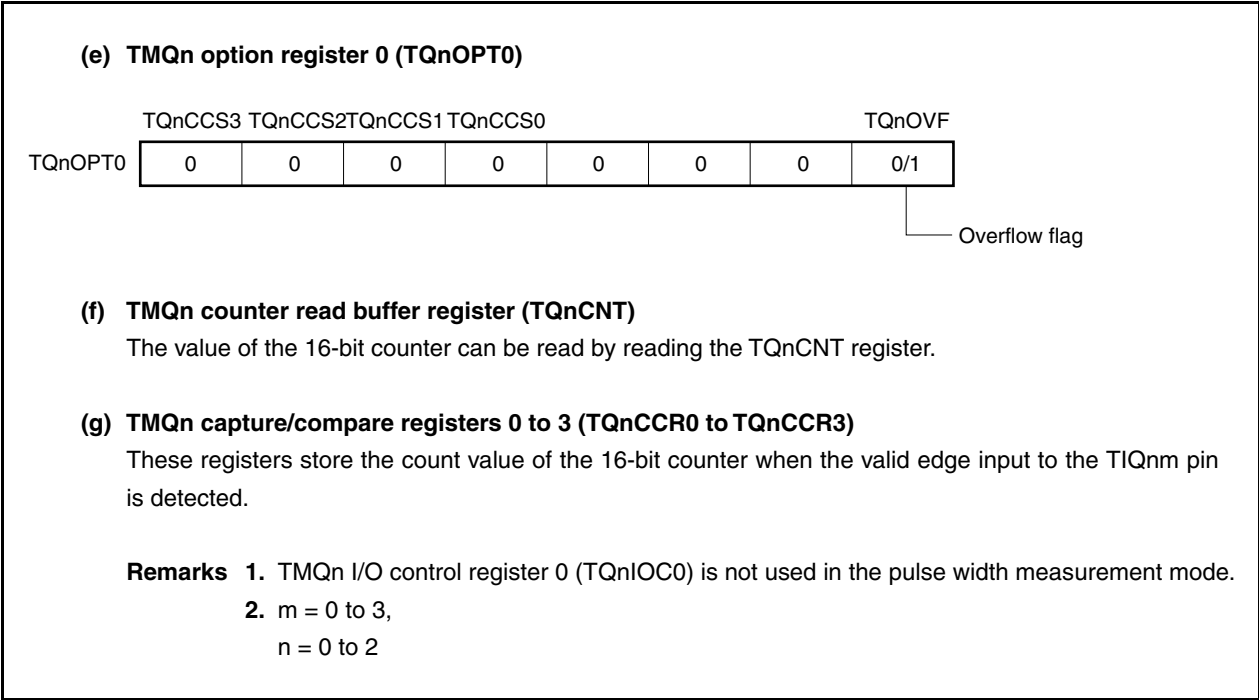 (e) TMQn option register 0 (TQnOPT0)
TQnCCS3 TQnCCS2TQnCCS1TQnCCS0 TQnOVF
TQnOPT0 0 0 0 0 0 0 0 0/1
Overflow flag
(f) TMQn counter read buffer register (TQnCNT)
The value of the 16-bit counter can be read by reading the TQnCNT register.
(g) TMQn capture/compare registers 0 to 3 (TQnCCR0 to TQnCCR3)
These registers store the count value of the 16-bit counter when the valid edge input to the TIQnm pin
is detected.
Remarks 1. TMQn I/O control register 0 (TQnIOC0) is not used in the pulse width measurement mode.
2. m = 0 to 3,
n = 0 to 2